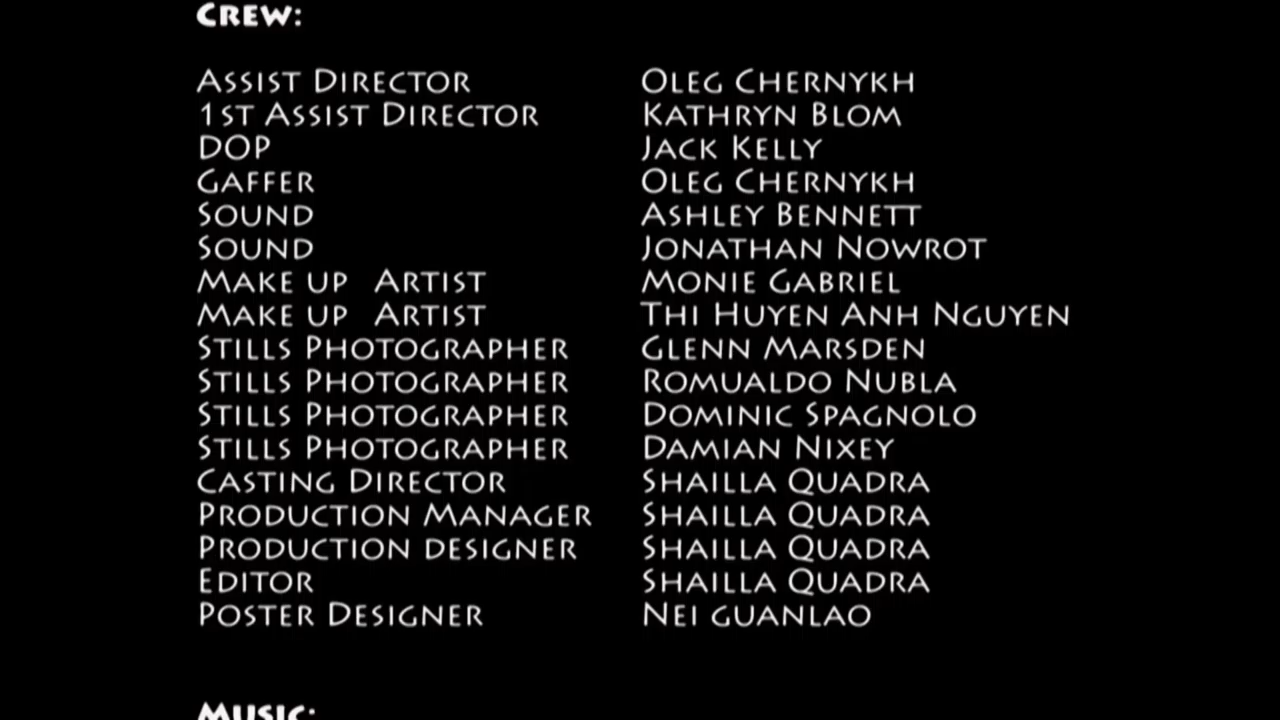 CREW:
ASSIST DIRECTOR OLEG CHERNYKH
1ST ASSIST DIRECTOR KATHRYN BLOM
DOP JACK KELLY
GAFFER OLEG CHERNYKH
SOUND ASHLEY BENNETT
SOUND JONATHAN NOWROT
MAKE UP ARTIST MONIE GABRIEL
MAKE UP ARTIST THI HUYEN ANH NGUYEN
STILLS PHOTOGRAPHER GLENN MARSDEN
STILLS PHOTOGRAPHER ROMUALDO NUBLA
STILLS PHOTOGRAPHER DOMINIC SPAGNOLO
STILLS PHOTOGRAPHER DAMIAN NIXEY
CASTING DIRECTOR SHAILLA QUADRA
PRODUCTION MANAGER SHAILLA QUADRA
PRODUCTION DESIGNER SHAILLA QUADRA
EDITOR SHAILLA QUADRA
POSTER DESIGNER NEI GUANLAO
MUSIC: